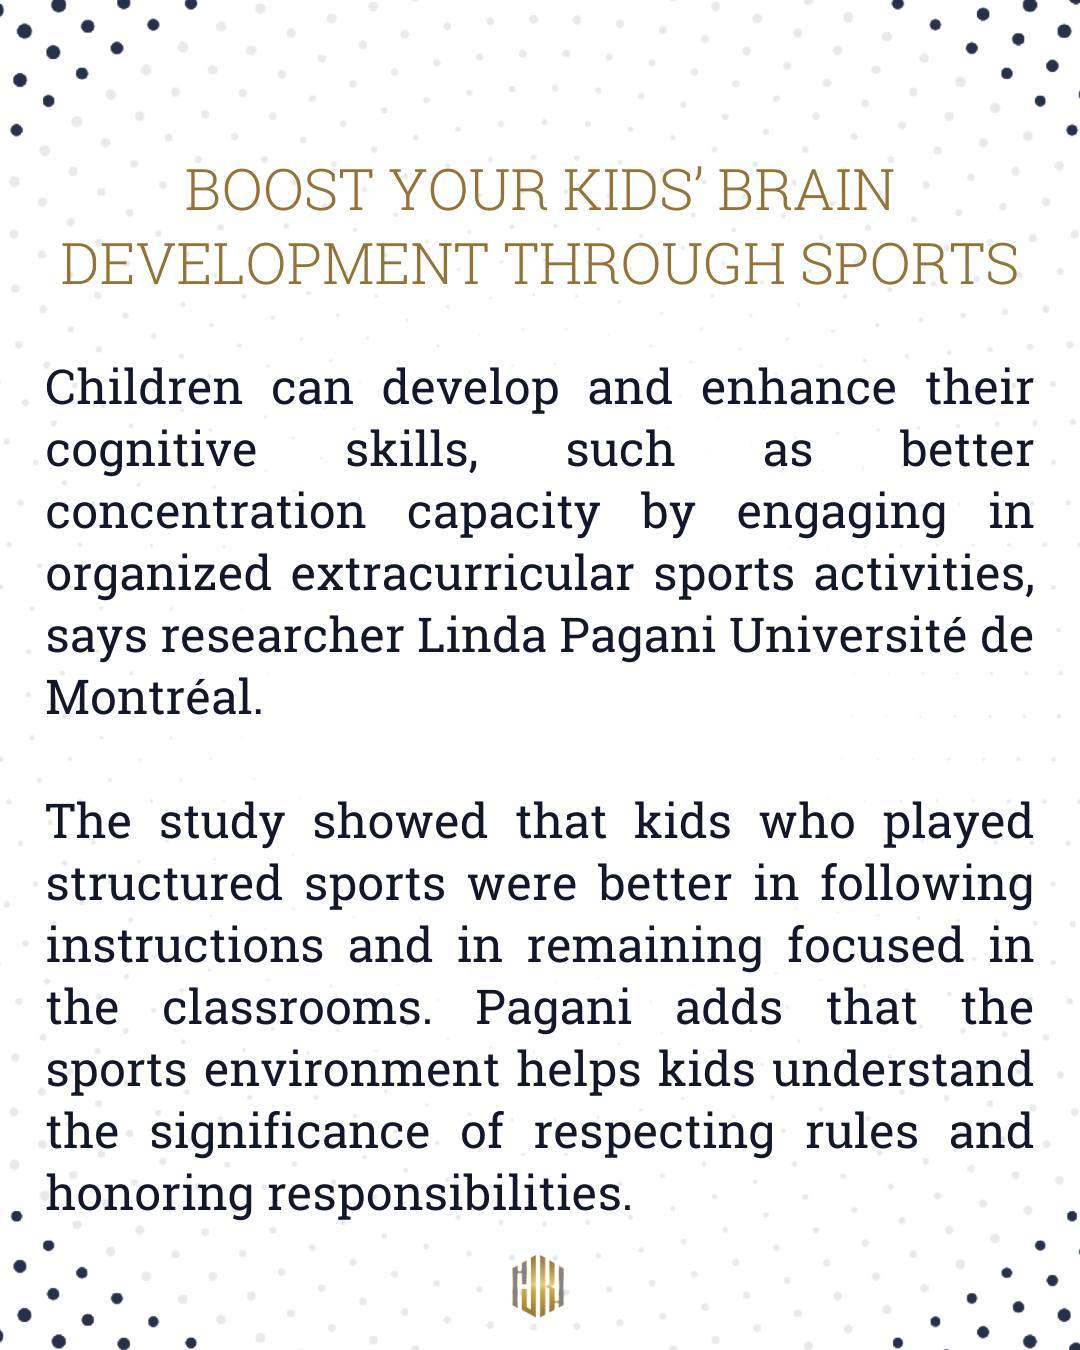 BOOST YOUR KIDS’ BRAIN
DEVELOPMENT THROUGH SPORTS
Children can develop and enhance their
cognitive skills, such as better
concentration capacity by engaging in
organized extracurricular sports activities,
says researcher Linda Pagani Université de
Montréal.
The study showed that kids who played
structured sports were better in following
instructions and in remaining focused in
the classrooms. Pagani adds that the
sports environment helps kids understand
the significance of respecting rules and
honoring responsibilities.